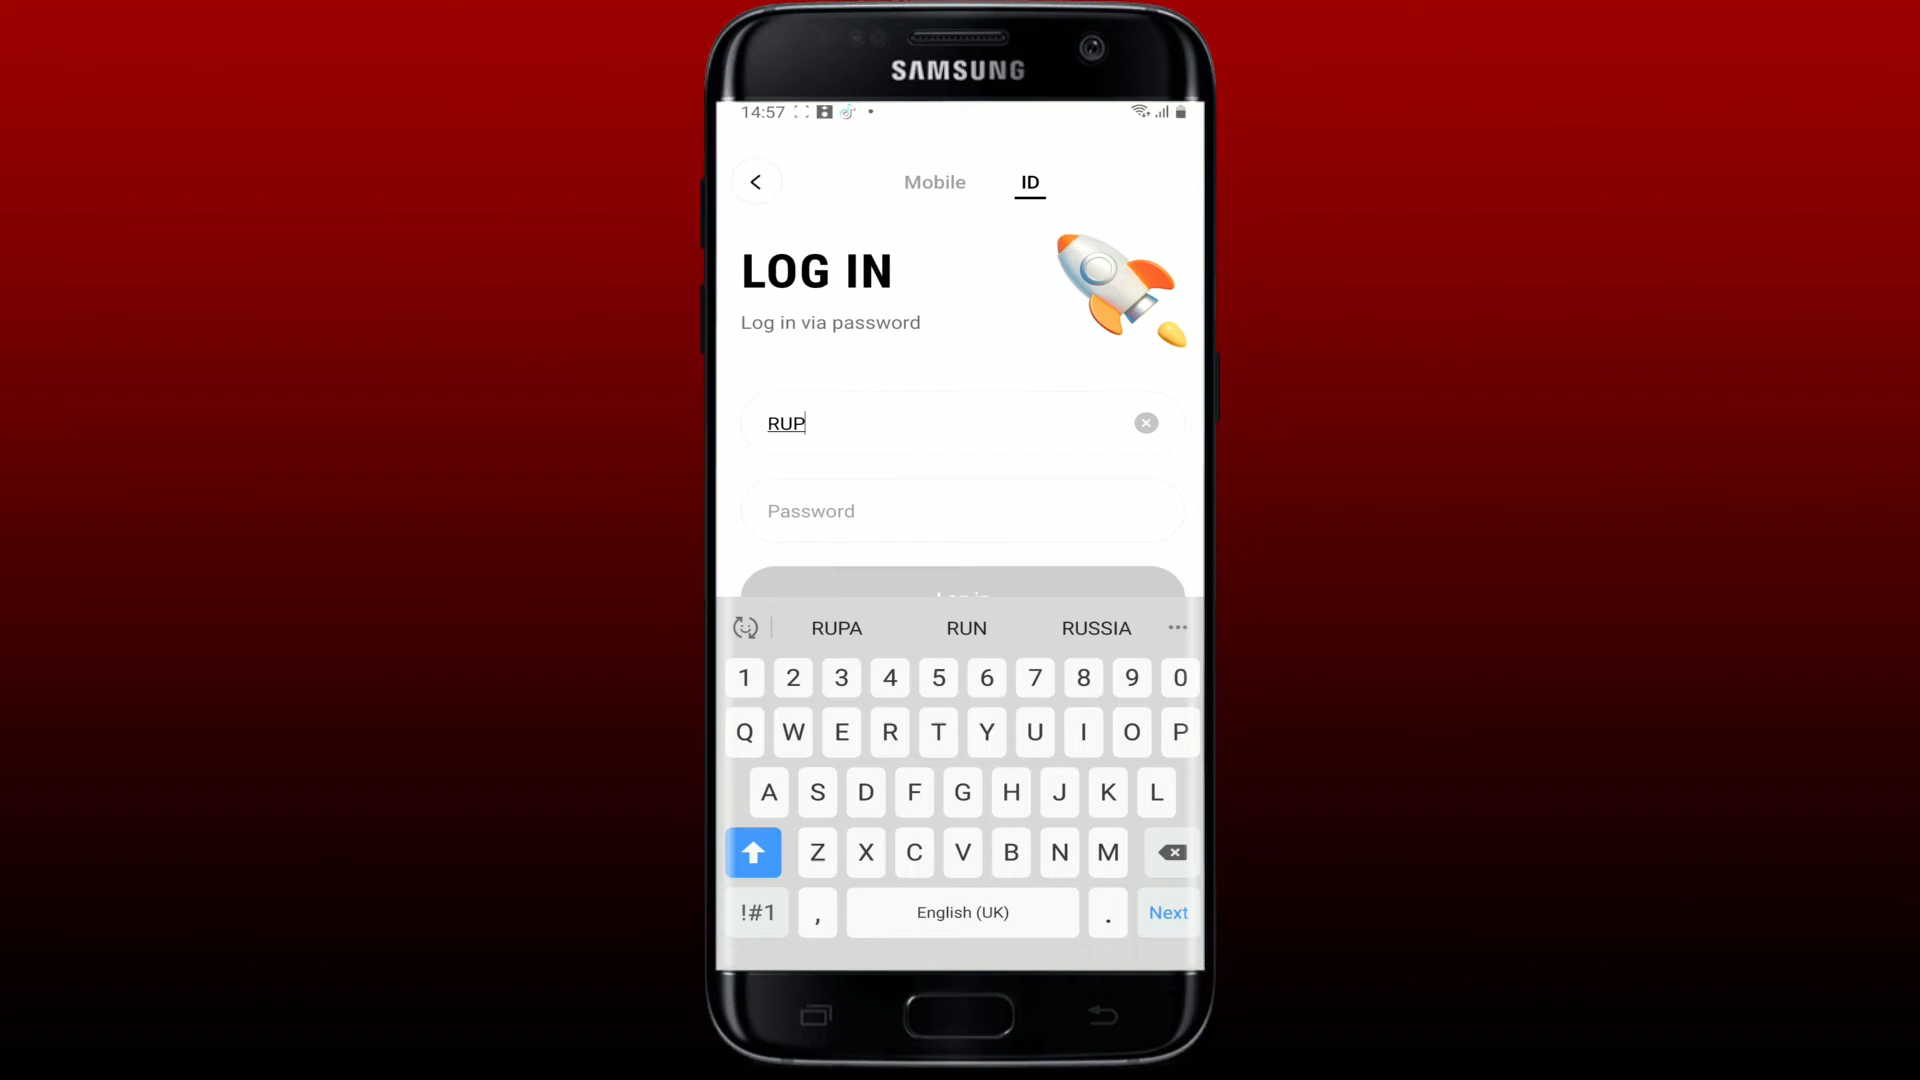 SAMSUNG
14:57
Mobile ID
LOG IN
Log in via password
RUP
Password
Log in
RUPA RUN RUSSIA
1 2 3 4 5 6 7 8 9 0
Q W E R T Y U I O P
A S D F G H J K L
Z X C V B N M
!#1 , English (UK) . Next